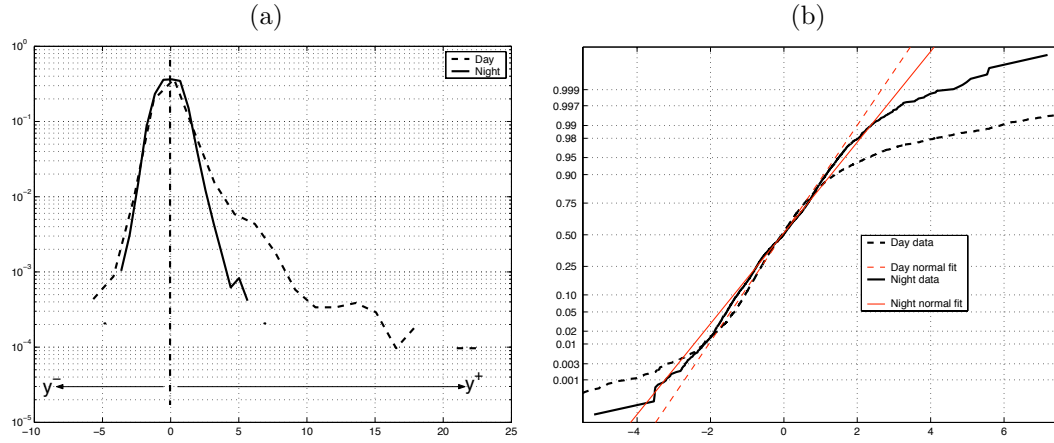 (a)
(b)
10⁰
10⁻¹
10⁻²
10⁻³
10⁻⁴
10⁻⁵
Day
Night
y⁻
y⁺
−10 −5 0 5 10 15 20 25
0.999
0.997
0.99
0.98
0.95
0.90
0.75
0.50
0.25
0.10
0.05
0.02
0.01
0.003
0.001
Day data
Day normal fit
Night data
Night normal fit
−4 −2 0 2 4 6